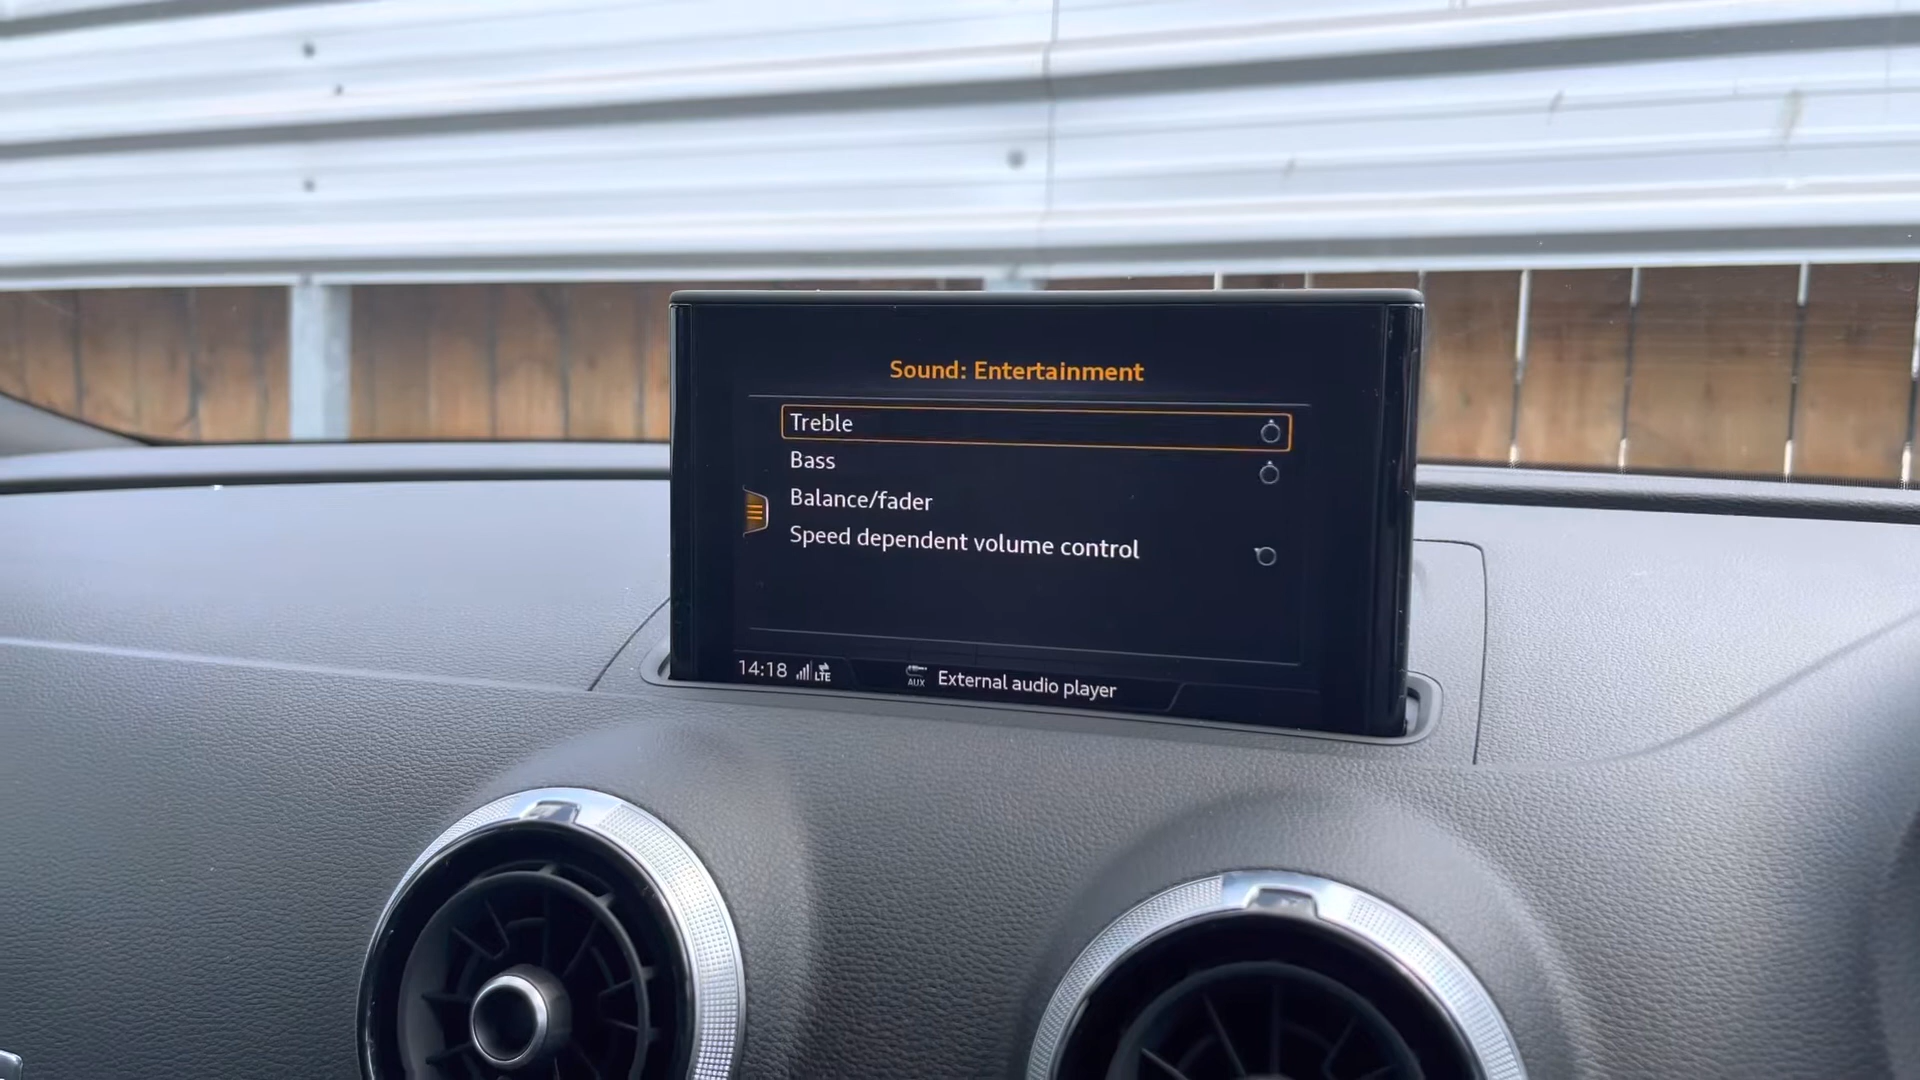 Sound: Entertainment
Treble
Bass
Balance/fader
Speed dependent volume control
14:18 LTE AUX External audio player